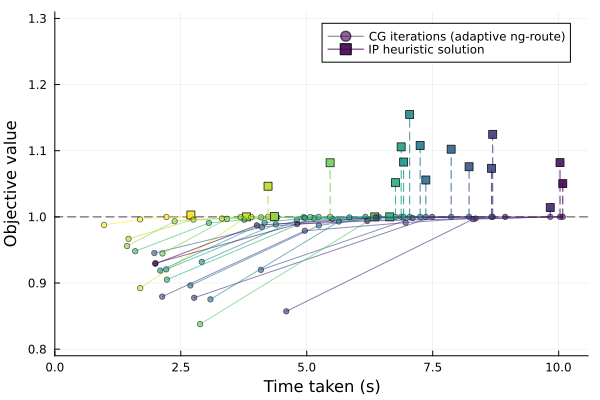 1.3
1.2
1.1
1.0
0.9
0.8
Objective value
CG iterations (adaptive ng-route)
IP heuristic solution
0.0 2.5 5.0 7.5 10.0
Time taken (s)